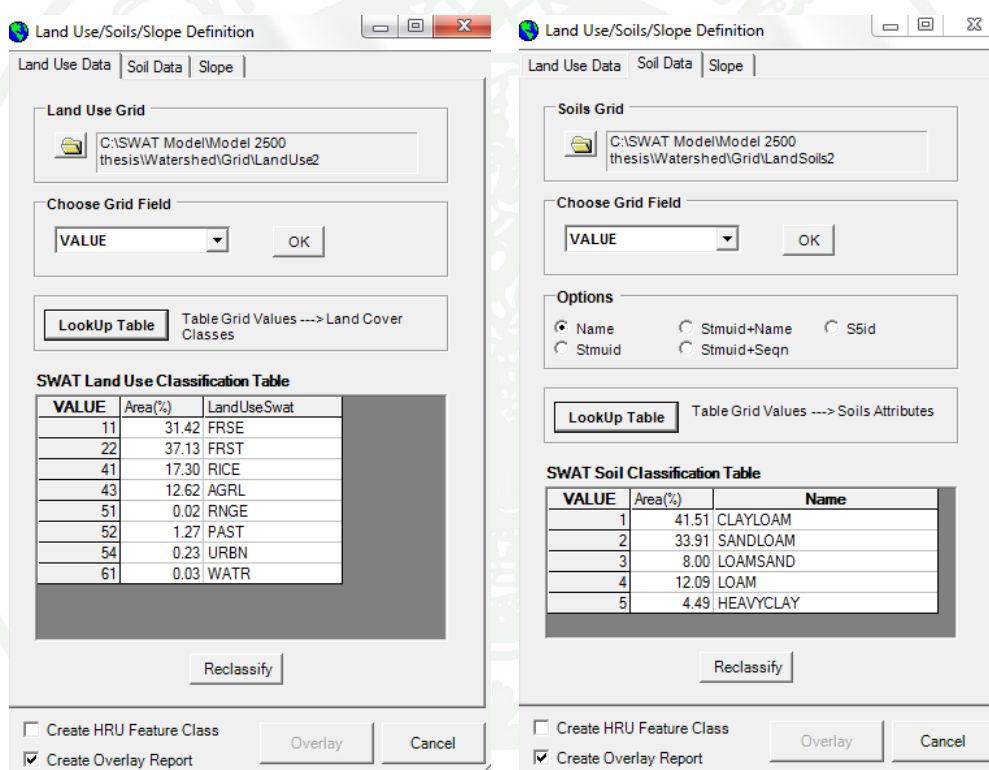 Land Use/Soils/Slope Definition
Land Use Data Soil Data Slope
Land Use Grid
C:\SWAT Model\Model 2500
thesis\Watershed\Grid\LandUse2
Choose Grid Field
VALUE OK
LookUp Table Table Grid Values ---> Land Cover
Classes
SWAT Land Use Classification Table
VALUE Area(%) LandUseSwat
11 31.42 FRSE
22 37.13 FRST
41 17.30 RICE
43 12.62 AGRL
51 0.02 RNGE
52 1.27 PAST
54 0.23 URBN
61 0.03 WATR
Reclassify
Create HRU Feature Class
Create Overlay Report
Overlay Cancel
Land Use/Soils/Slope Definition
Land Use Data Soil Data Slope
Soils Grid
C:\SWAT Model\Model 2500
thesis\Watershed\Grid\LandSoils2
Choose Grid Field
VALUE OK
Options
Name Stmuid+Name S5id
Stmuid Stmuid+Seqn
LookUp Table Table Grid Values ---> Soils Attributes
SWAT Soil Classification Table
VALUE Area(%) Name
1 41.51 CLAYLOAM
2 33.91 SANDLOAM
3 8.00 LOAMSAND
4 12.09 LOAM
5 4.49 HEAVYCLAY
Reclassify
Create HRU Feature Class
Create Overlay Report
Overlay Cancel